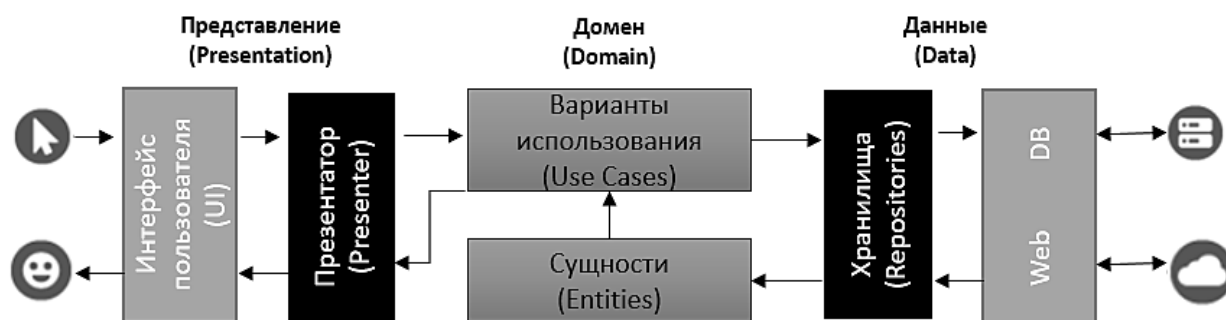 Представление
(Presentation)
Домен
(Domain)
Данные
(Data)
Интерфейс
пользователя
(UI)
Презентатор
(Presenter)
Варианты
использования
(Use Cases)
Сущности
(Entities)
Хранилища
(Repositories)
DB
Web